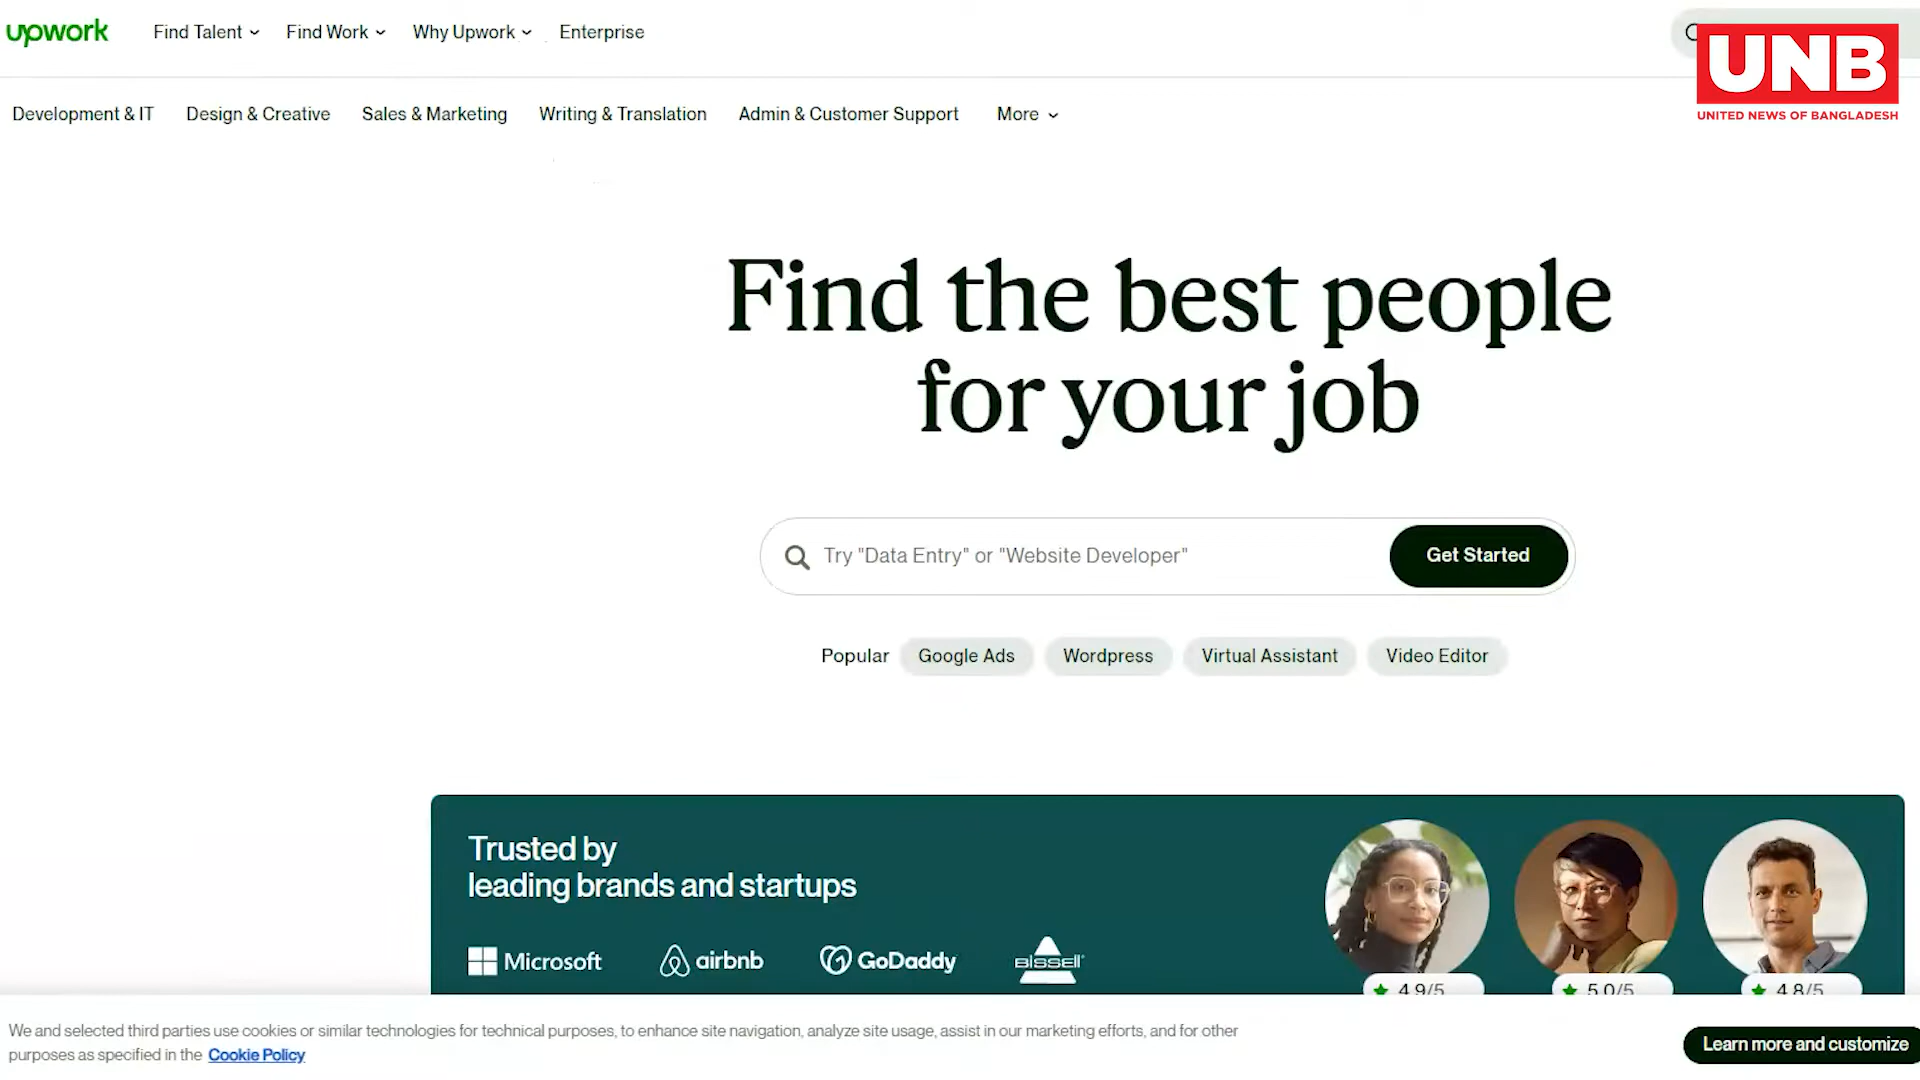 upwork
Find Talent
Find Work
Why Upwork
Enterprise
UNB
UNITED NEWS OF BANGLADESH
Development & IT
Design & Creative
Sales & Marketing
Writing & Translation
Admin & Customer Support
More
Find the best people
for your job
Try "Data Entry" or "Website Developer"
Get Started
Popular
Google Ads
Wordpress
Virtual Assistant
Video Editor
Trusted by
leading brands and startups
Microsoft
airbnb
GoDaddy
BISSELL
4.9/5
5.0/5
4.8/5
We and selected third parties use cookies or similar technologies for technical purposes, to enhance site navigation, analyze site usage, assist in our marketing efforts, and for other
purposes as specified in the Cookie Policy
Learn more and customize